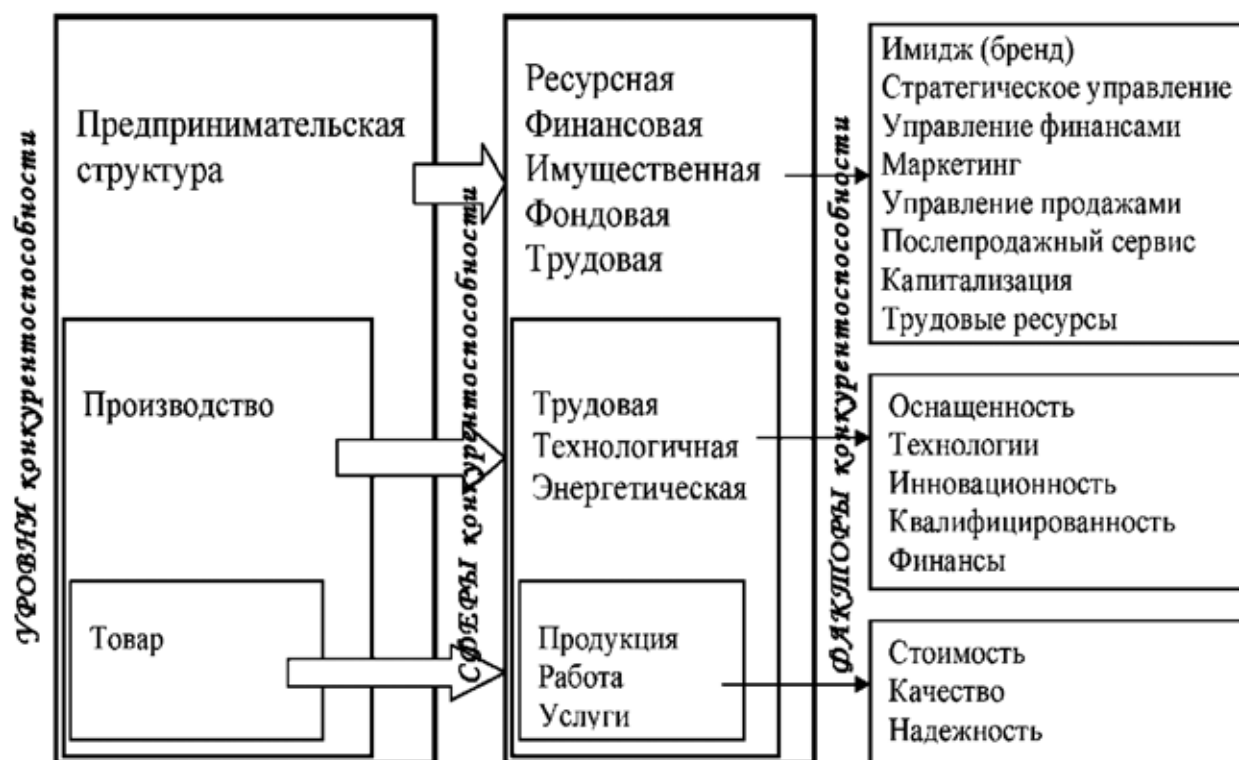 УРОВНИ конкурентоспособности
Предпринимательская
структура
Производство
Товар
СФЕРЫ конкурентоспособности
Ресурсная
Финансовая
Имущественная
Фондовая
Трудовая
Трудовая
Технологичная
Энергетическая
Продукция
Работа
Услуги
ФАКТОРЫ конкурентоспособности
Имидж (бренд)
Стратегическое управление
Управление финансами
Маркетинг
Управление продажами
Послепродажный сервис
Капитализация
Трудовые ресурсы
Оснащенность
Технологии
Инновационность
Квалифицированность
Финансы
Стоимость
Качество
Надежность